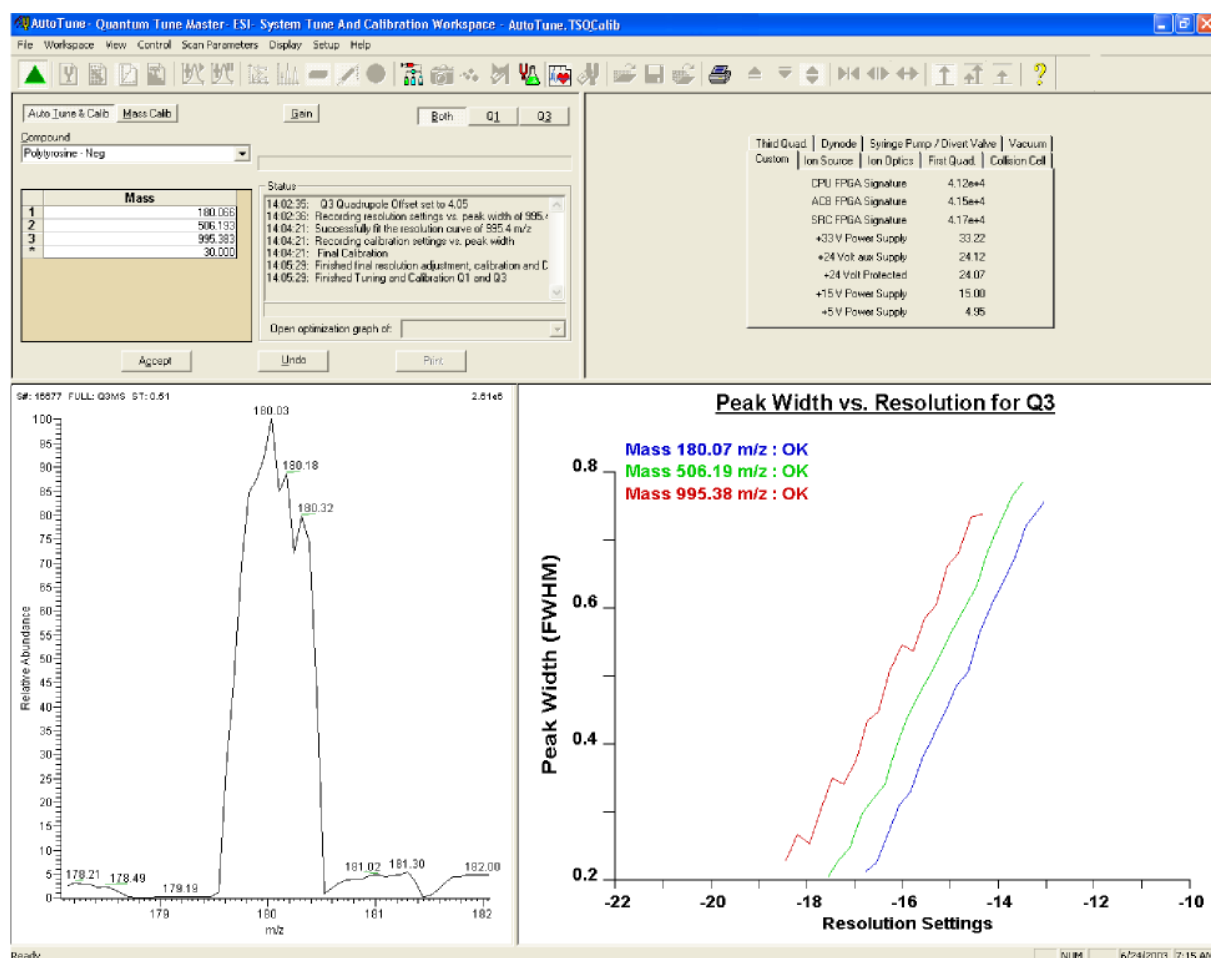 AutoTune - Quantum Tune Master - ESI - System Tune And Calibration Workspace - AutoTune.TSQCalib
File Workspace View Control Scan Parameters Display Setup Help
Auto Tune & Calib Mass Calib Gain Both Q1 Q3
Compound
Polytyrosine - Neg
Mass
1 180.066
2 506.193
3 995.383
* 30.000
Status
14:02:35: Q3 Quadrupole Offset set to 4.05
14:02:36: Recording resolution settings vs. peak width of 995.4
14:04:21: Successfully fit the resolution curve of 995.4 m/z
14:04:21: Recording calibration settings vs. peak width
14:04:21: Final Calibration
14:05:29: Finished final resolution adjustment, calibration and D
14:05:29: Finished Tuning and Calibration Q1 and Q3
Open optimization graph of:
Accept Undo Print
Third Quad. Dynode Syringe Pump / Divert Valve Vacuum
Custom Ion Source Ion Optics First Quad. Collision Cell
CPU FPGA Signature 4.12e+4
ACB FPGA Signature 4.15e+4
SRC FPGA Signature 4.17e+4
+33 V Power Supply 33.22
+24 Volt aux Supply 24.12
+24 Volt Protected 24.07
+15 V Power Supply 15.00
+5 V Power Supply 4.95
S#: 16677 FULL: Q3MS ST: 0.51 2.61e6
180.03
180.18
180.32
178.21
178.49
179.19
181.02
181.30
182.00
100
95
90
85
80
75
70
65
60
55
50
45
40
35
30
25
20
15
10
5
0
Relative Abundance
179 180 181 182
m/z
Peak Width vs. Resolution for Q3
Mass 180.07 m/z : OK
Mass 506.19 m/z : OK
Mass 995.38 m/z : OK
0.8
0.6
0.4
0.2
Peak Width (FWHM)
-22 -20 -18 -16 -14 -12 -10
Resolution Settings
Ready NUM 6/24/2003 7:15 AM